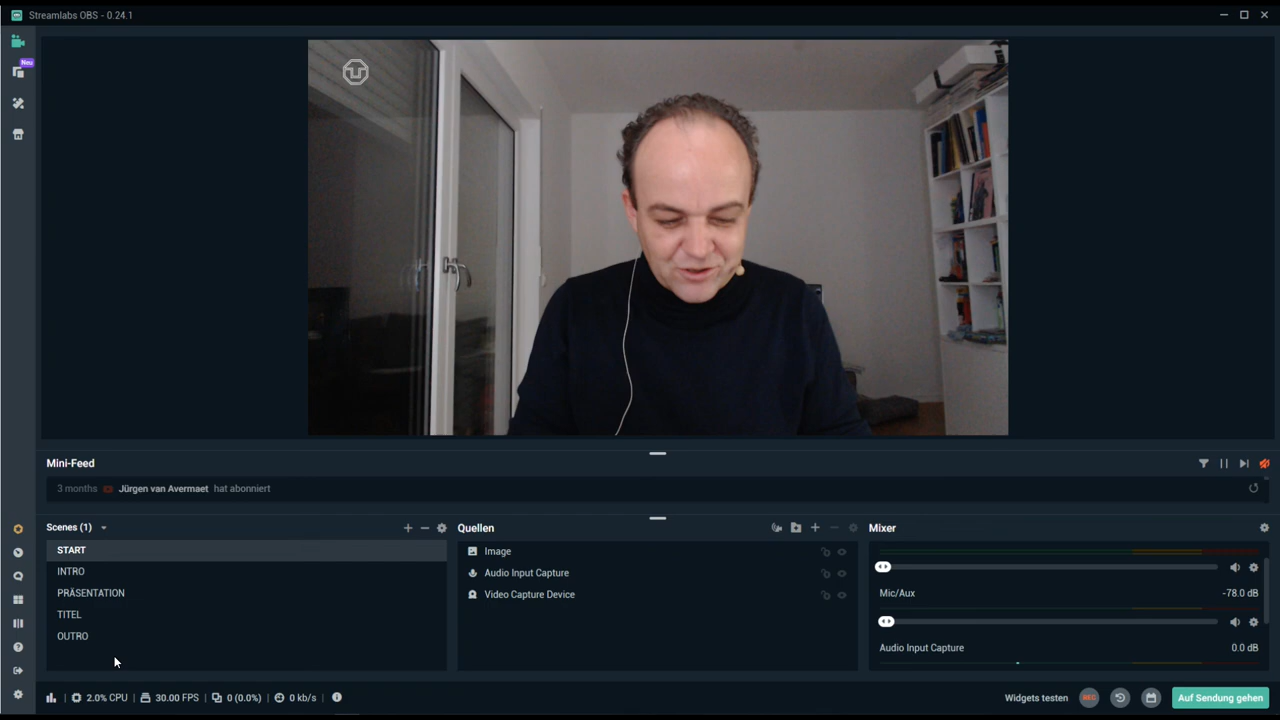 Streamlabs OBS - 0.24.1
Neu
Mini-Feed
3 months Jürgen van Avermaet hat abonniert
Scenes (1)
START
INTRO
PRÄSENTATION
TITEL
OUTRO
Quellen
Image
Audio Input Capture
Video Capture Device
Mixer
Mic/Aux -78.0 dB
Audio Input Capture 0.0 dB
2.0% CPU 30.00 FPS 0 (0.0%) 0 kb/s
Widgets testen REC Auf Sendung gehen